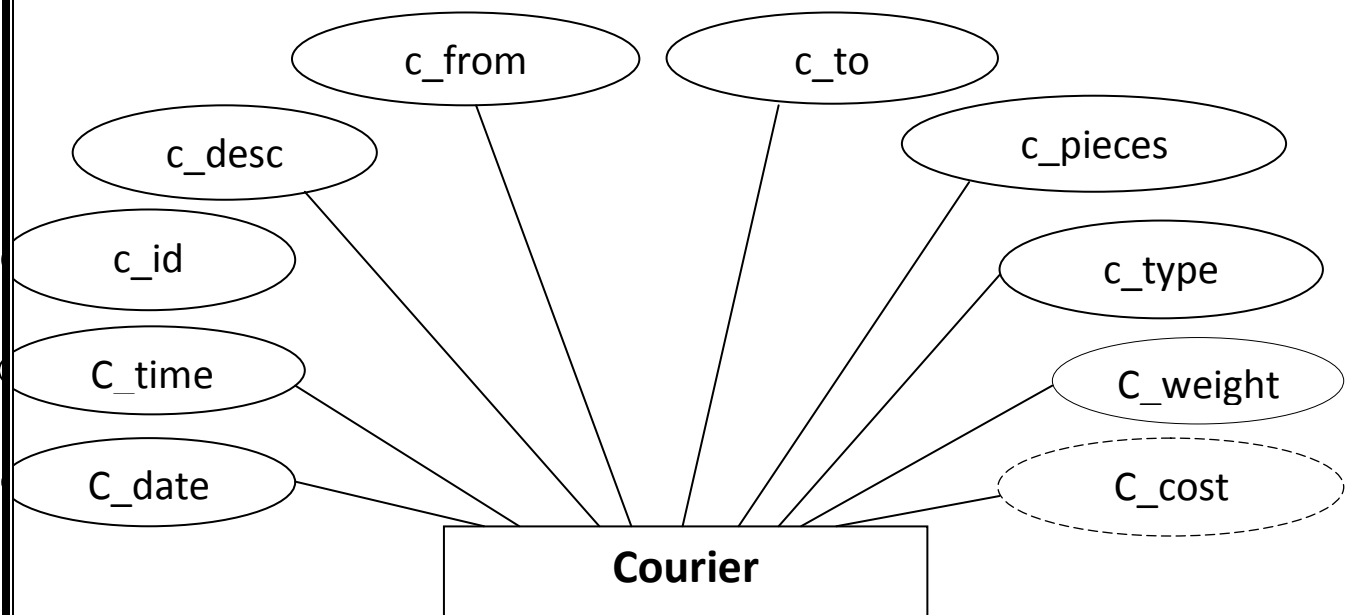 c_from
c_to
c_desc
c_pieces
c_id
c_type
C_time
C_weight
C_date
C_cost
Courier